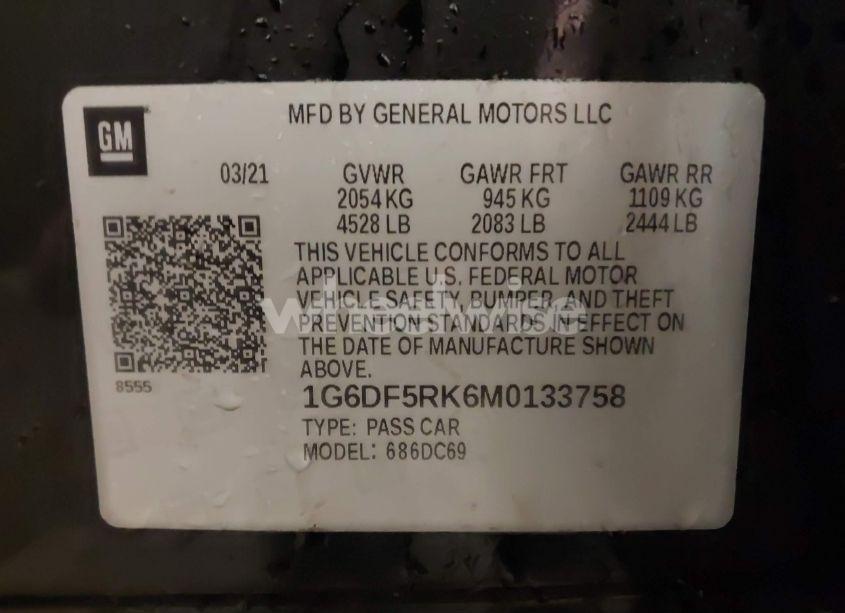 GM
MFD BY GENERAL MOTORS LLC
03/21 GVWR GAWR FRT GAWR RR
2054 KG 945 KG 1109 KG
4528 LB 2083 LB 2444 LB
THIS VEHICLE CONFORMS TO ALL
APPLICABLE U.S. FEDERAL MOTOR
VEHICLE SAFETY, BUMPER, AND THEFT
PREVENTION STANDARDS IN EFFECT ON
THE DATE OF MANUFACTURE SHOWN
ABOVE.
8555
1G6DF5RK6M0133758
TYPE: PASS CAR
MODEL: 686DC69
wheelwise